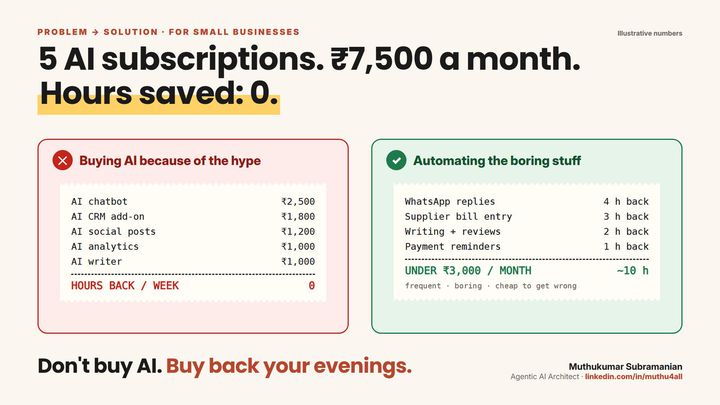 PROBLEM → SOLUTION · FOR SMALL BUSINESSES
Illustrative numbers
5 AI subscriptions. ₹7,500 a month.
Hours saved: 0.
Buying AI because of the hype
AI chatbot ₹2,500
AI CRM add-on ₹1,800
AI social posts ₹1,200
AI analytics ₹1,000
AI writer ₹1,000
HOURS BACK / WEEK 0
Automating the boring stuff
WhatsApp replies 4 h back
Supplier bill entry 3 h back
Writing + reviews 2 h back
Payment reminders 1 h back
UNDER ₹3,000 / MONTH ~10 h
frequent · boring · cheap to get wrong
Don't buy AI. Buy back your evenings.
Muthukumar Subramanian
Agentic AI Architect · linkedin.com/in/muthu4all